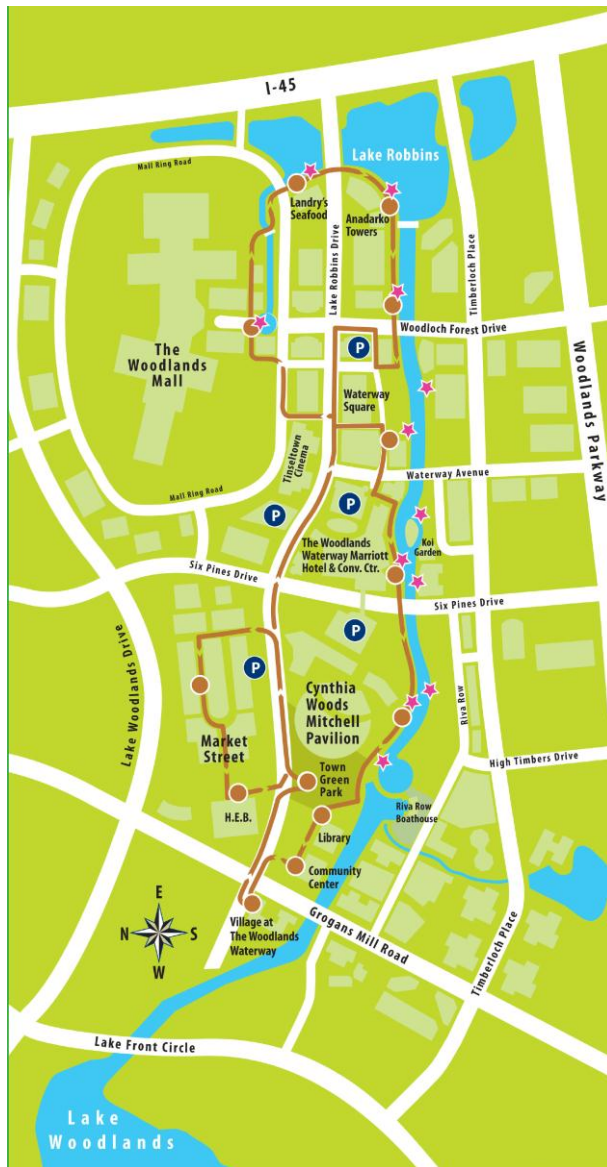 I-45
Lake Robbins
Mall Ring Road
Landry's
Seafood
Anadarko
Towers
Lake Robbins Drive
Timberloch Place
Woodloch Forest Drive
The
Woodlands
Mall
P
Woodlands Parkway
Waterway
Square
Tinseltown
Cinema
Waterway Avenue
Mall Ring Road
P
P
The Woodlands
Waterway Marriott
Hotel & Conv. Ctr.
Koi
Garden
Six Pines Drive
Six Pines Drive
P
P
Lake Woodlands Drive
Cynthia
Woods
Mitchell
Pavilion
Riva Row
Market
Street
High Timbers Drive
Town
Green
Park
H.E.B.
Riva Row
Boathouse
Library
Community
Center
E
N
S
W
Village at
The Woodlands
Waterway
Grogans Mill Road
Timberloch Place
Lake Front Circle
Lake
Woodlands